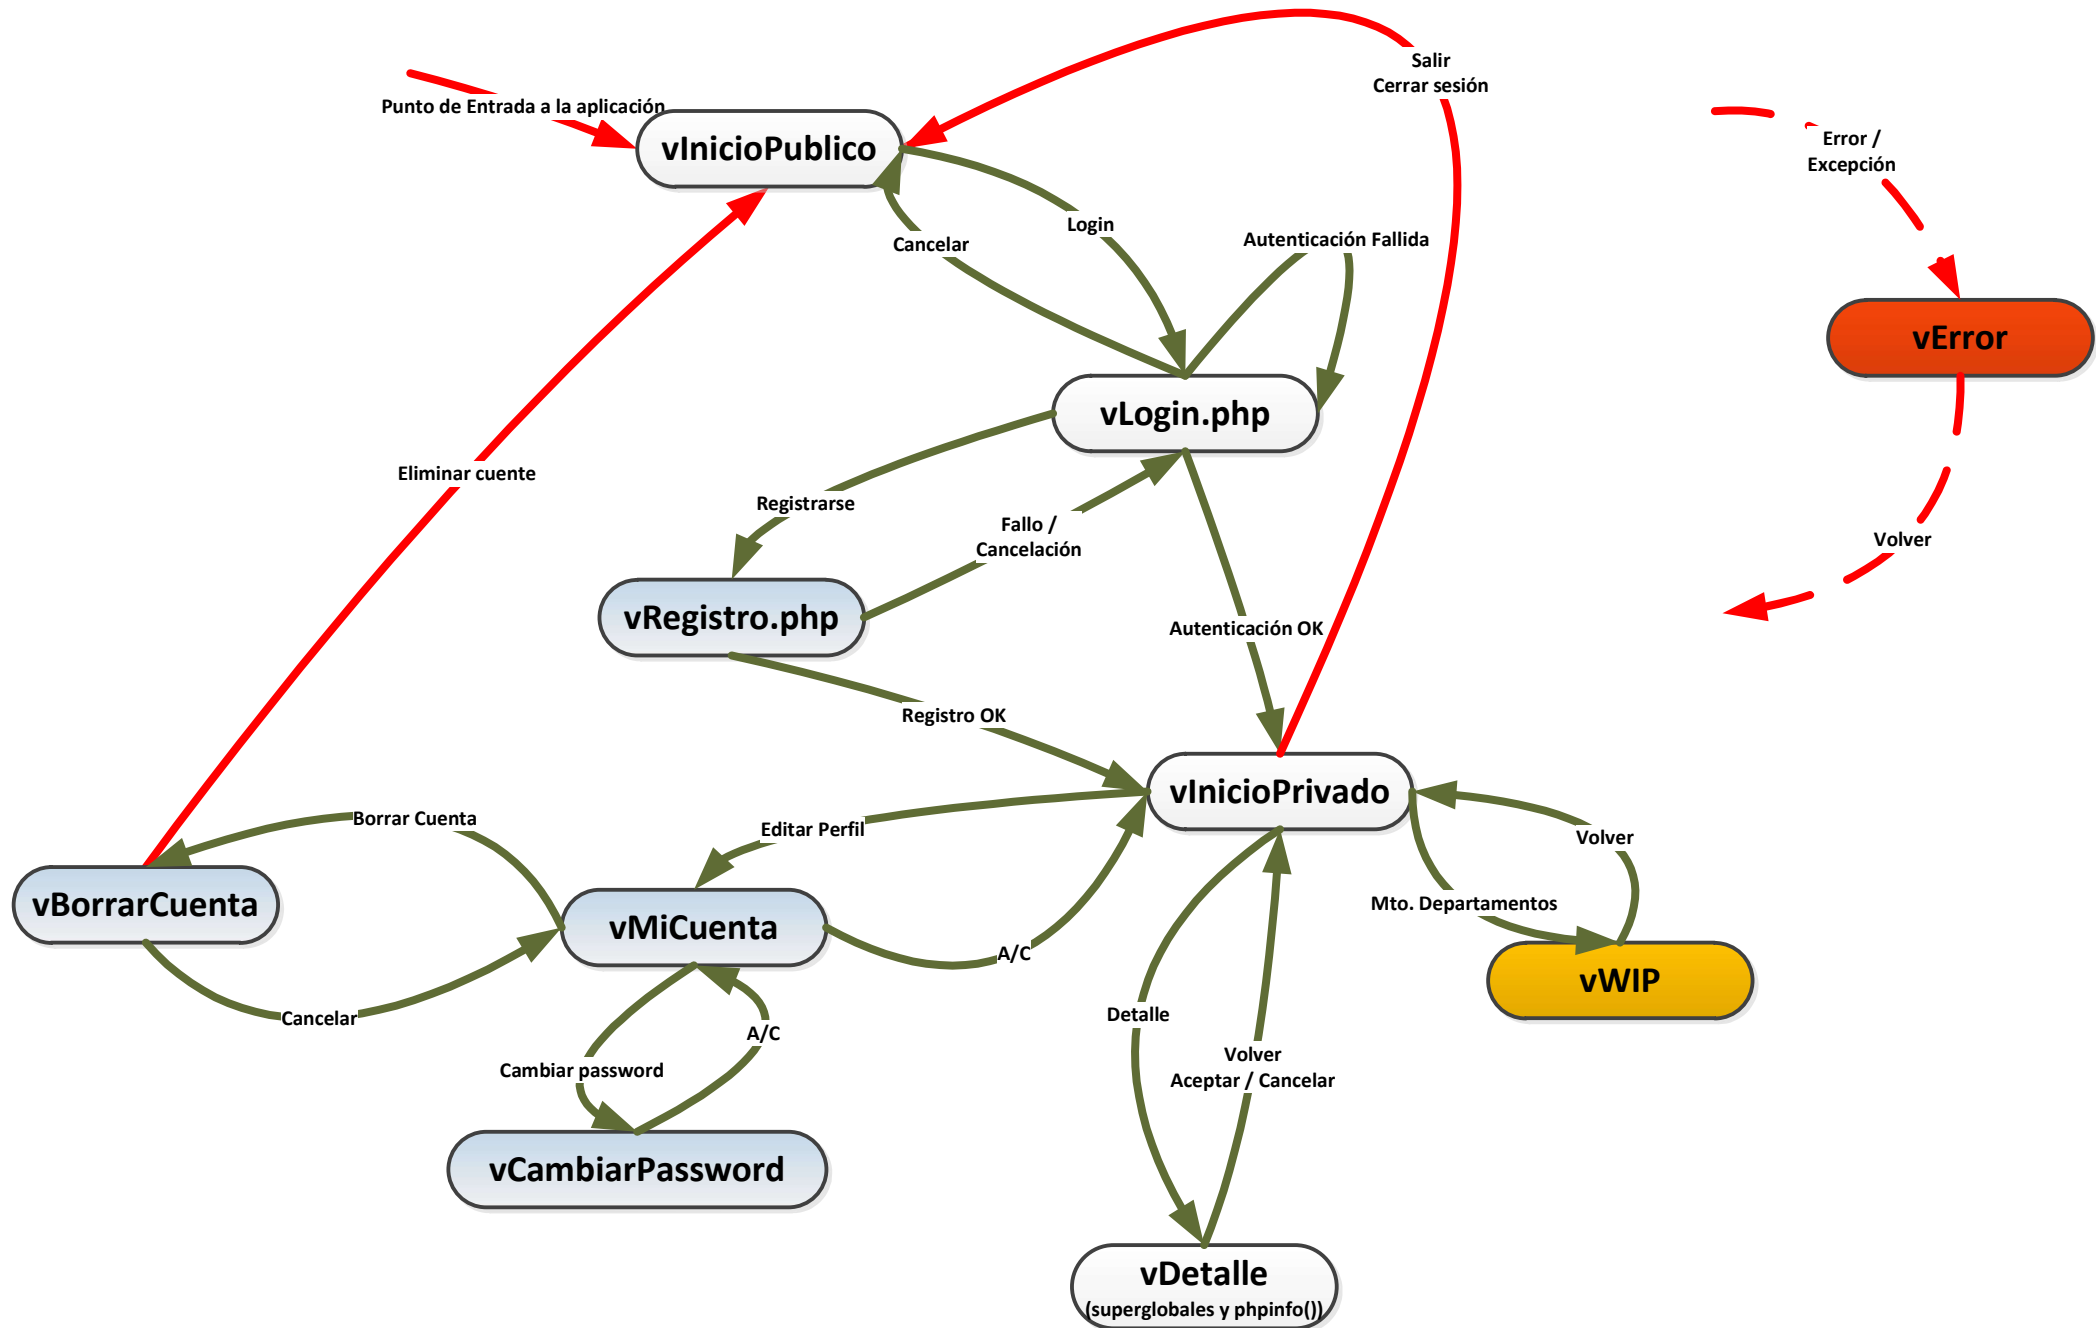 Salir
Cerrar sesión
Punto de Entrada a la aplicación
vInicioPublico
Error /
Excepción
Login
Cancelar
Autenticación Fallida
vError
vLogin.php
Eliminar cuente
Registrarse
Fallo /
Cancelación
Volver
vRegistro.php
Autenticación OK
Registro OK
vInicioPrivado
Borrar Cuenta
Editar Perfil
Volver
vBorrarCuenta
vMiCuenta
Mto. Departamentos
A/C
vWIP
Cancelar
Detalle
A/C
Cambiar password
Volver
Aceptar / Cancelar
vCambiarPassword
vDetalle
(superglobales y phpinfo())